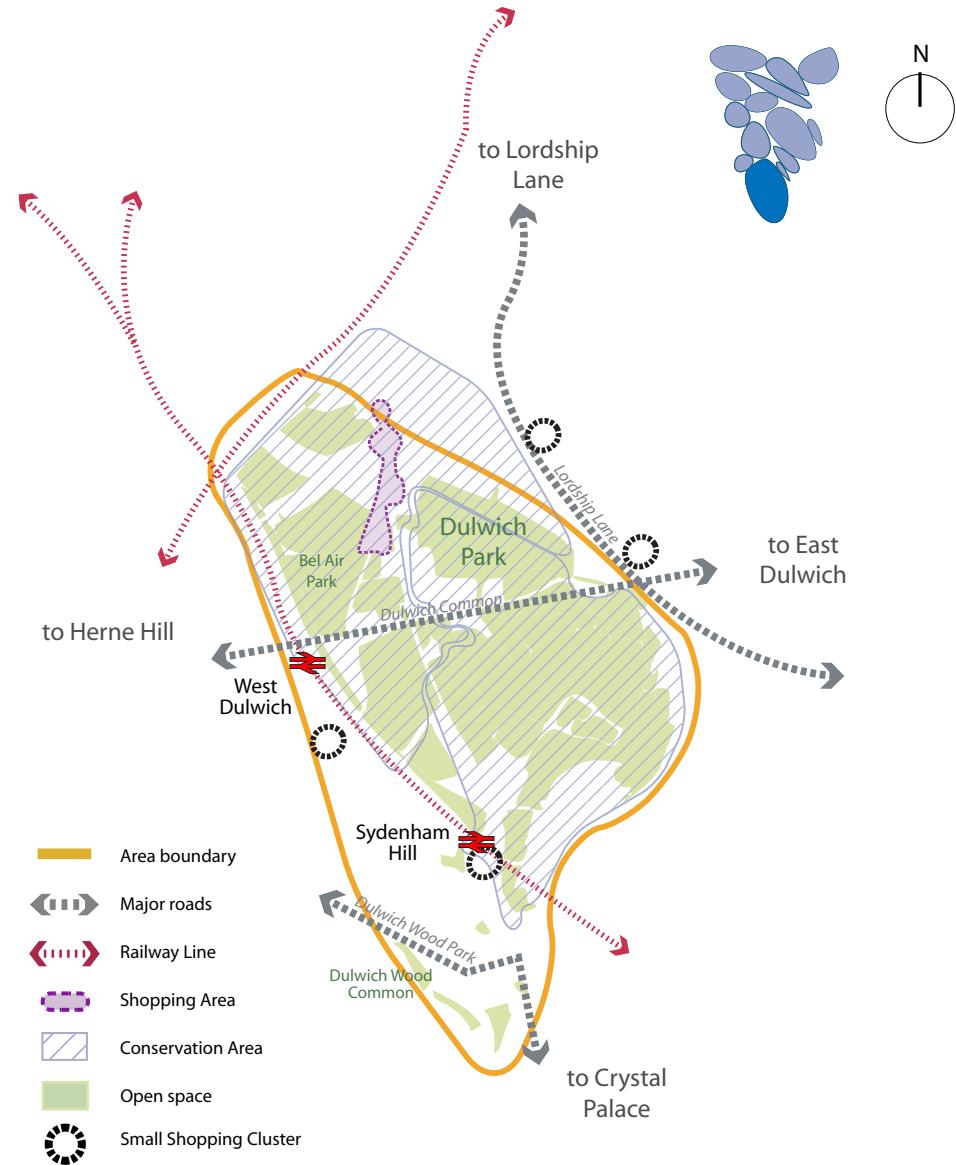 N
to Lordship
Lane
Lordship Lane
Dulwich
Park
to East
Dulwich
Bel Air
Park
Dulwich Common
to Herne Hill
West
Dulwich
Sydenham
Hill
Dulwich Wood Park
Dulwich Wood
Common
to Crystal
Palace
Area boundary
Major roads
Railway Line
Shopping Area
Conservation Area
Open space
Small Shopping Cluster